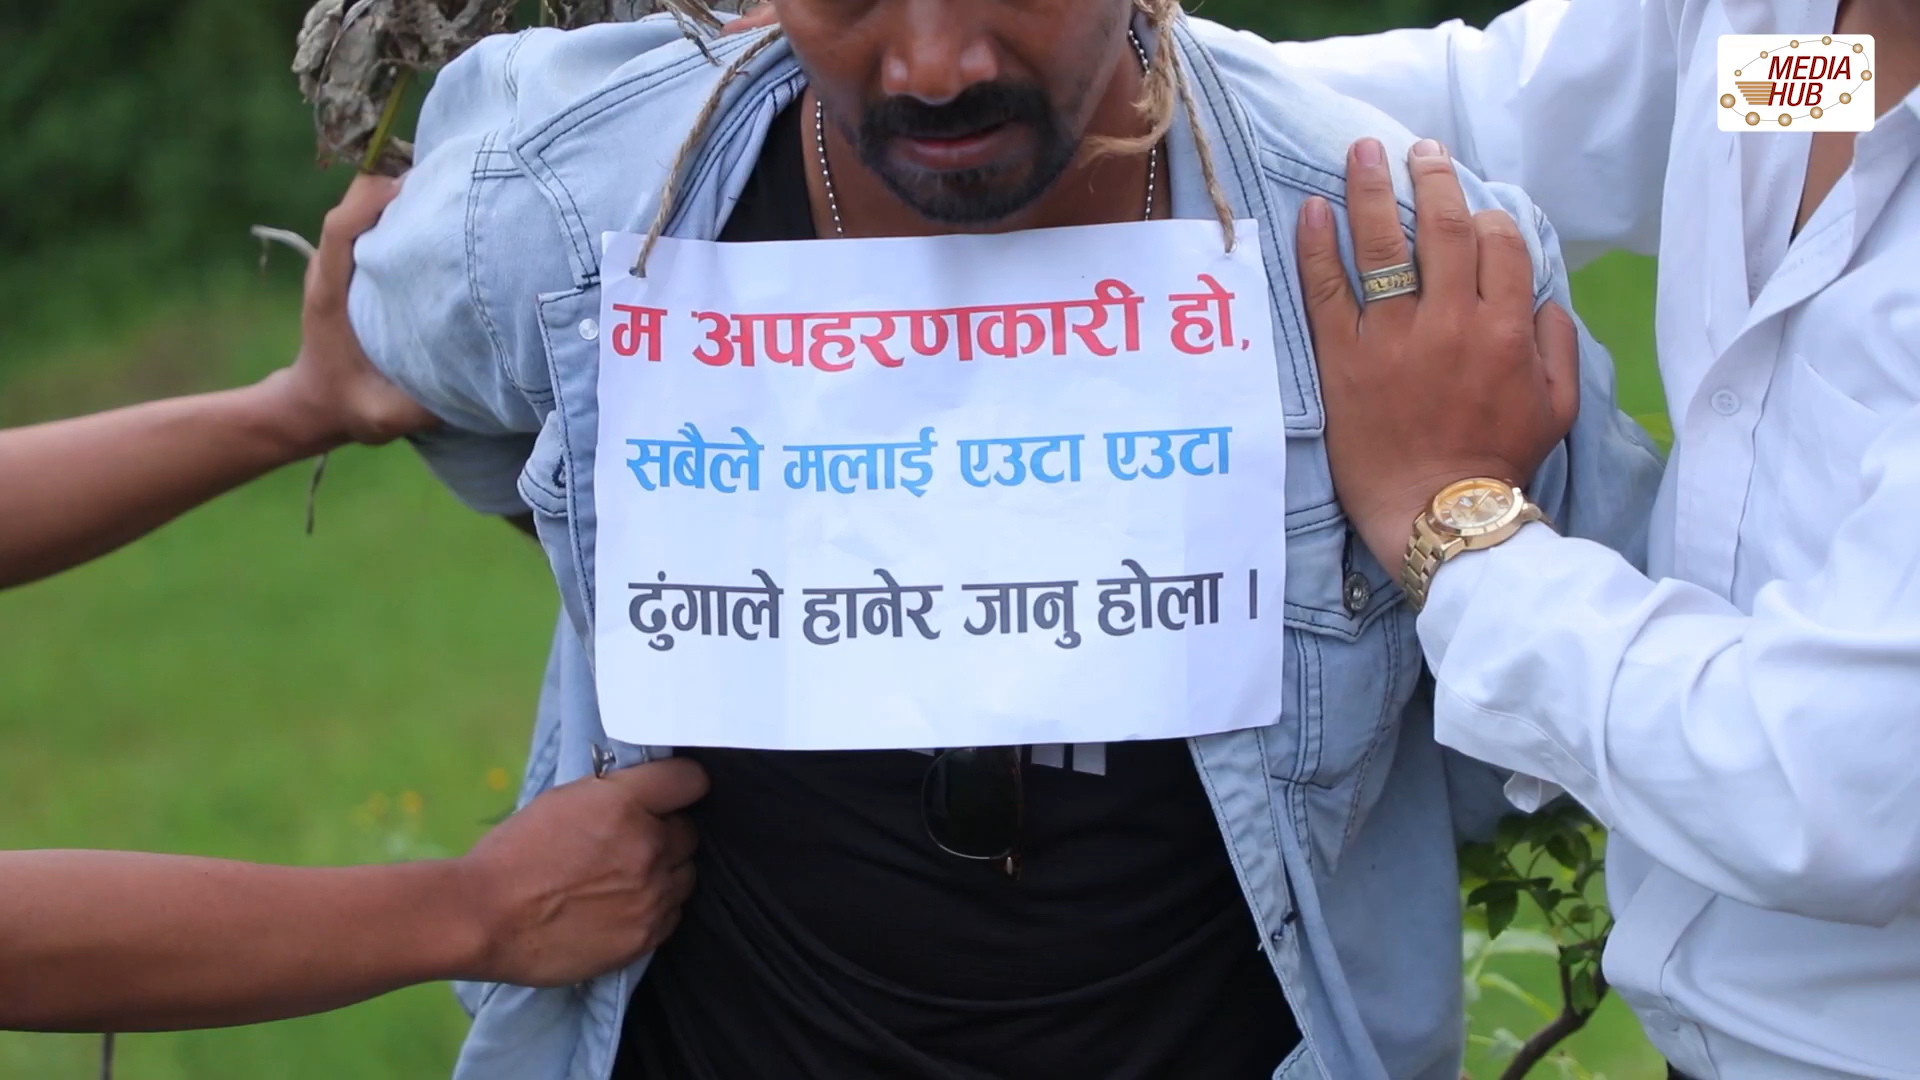 MEDIA
HUB
म अपहरणकारी हो,
सबैले मलाई एउटा एउटा
ढुंगाले हानेर जानु होला ।